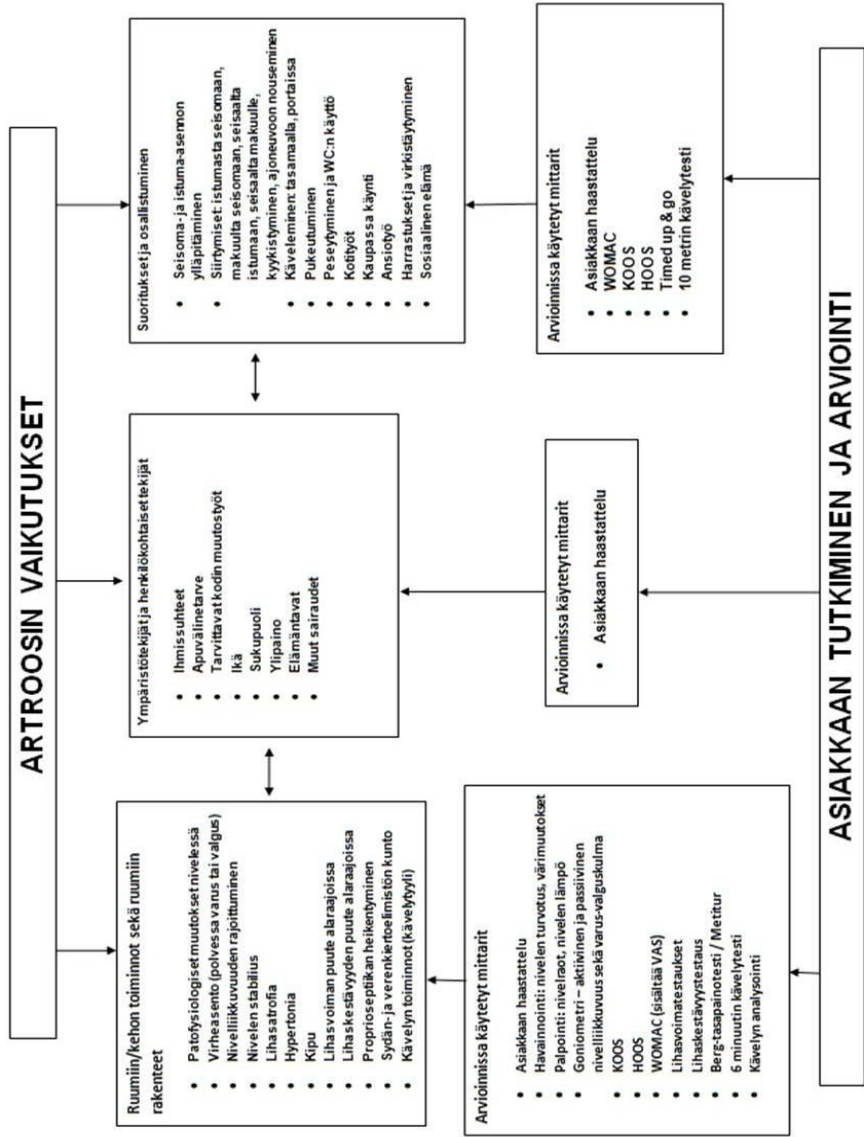 ARTROOSIN VAIKUTUKSET
Ruumiin/kehon toiminnot sekä ruumiin
rakenteet
• Patofysiologiset muutokset nivelessä
• Virheasento (polvessa varus tai valgus)
• Nivelliikkuvuuden rajoittuminen
• Nivelen stabilius
• Lihasatrofia
• Hypertonia
• Kipu
• Lihasvoiman puute alaraajoissa
• Lihaskestävyyden puute alaraajoissa
• Proprioseptiikan heikentyminen
• Sydän- ja verenkiertoelimistön kunto
• Kävelyn toiminnot (kävelytyyli)
Ympäristötekijät ja henkilökohtaiset tekijät
• Ihmissuhteet
• Apuvälinetarve
• Tarvittavat kodin muutostyöt
• Ikä
• Sukupuoli
• Ylipaino
• Elämäntavat
• Muut sairaudet
Suoritukset ja osallistuminen
• Seisoma- ja istuma-asennon
ylläpitäminen
• Siirtymiset: istumasta seisomaan,
makuulta seisomaan, seisaalta
istumaan, seisaalta makuulle,
kyykistyminen, ajoneuvoon nouseminen
• Käveleminen: tasamaalla, portaissa
• Pukeutuminen
• Peseytyminen ja WC:n käyttö
• Kotityöt
• Kaupassa käynti
• Ansiotyö
• Harrastukset ja virkistäytyminen
• Sosiaalinen elämä
Arvioinnissa käytetyt mittarit
• Asiakkaan haastattelu
• Havainnointi: nivelen turvotus, värimuutokset
• Palpointi: nivelraot, nivelen lämpö
• Goniometri – aktiivinen ja passiivinen
nivelliikkuvuus sekä varus-valguskulma
• KOOS
• HOOS
• WOMAC (sisältää VAS)
• Lihasvoimatestaukset
• Lihaskestävyystestaus
• Berg-tasapainotesti / Metitur
• 6 minuutin kävelytesti
• Kävelyn analysointi
Arvioinnissa käytetyt mittarit
• Asiakkaan haastattelu
Arvioinnissa käytetyt mittarit
• Asiakkaan haastattelu
• WOMAC
• KOOS
• HOOS
• Timed up & go
• 10 metrin kävelytesti
ASIAKKAAN TUTKIMINEN JA ARVIOINTI